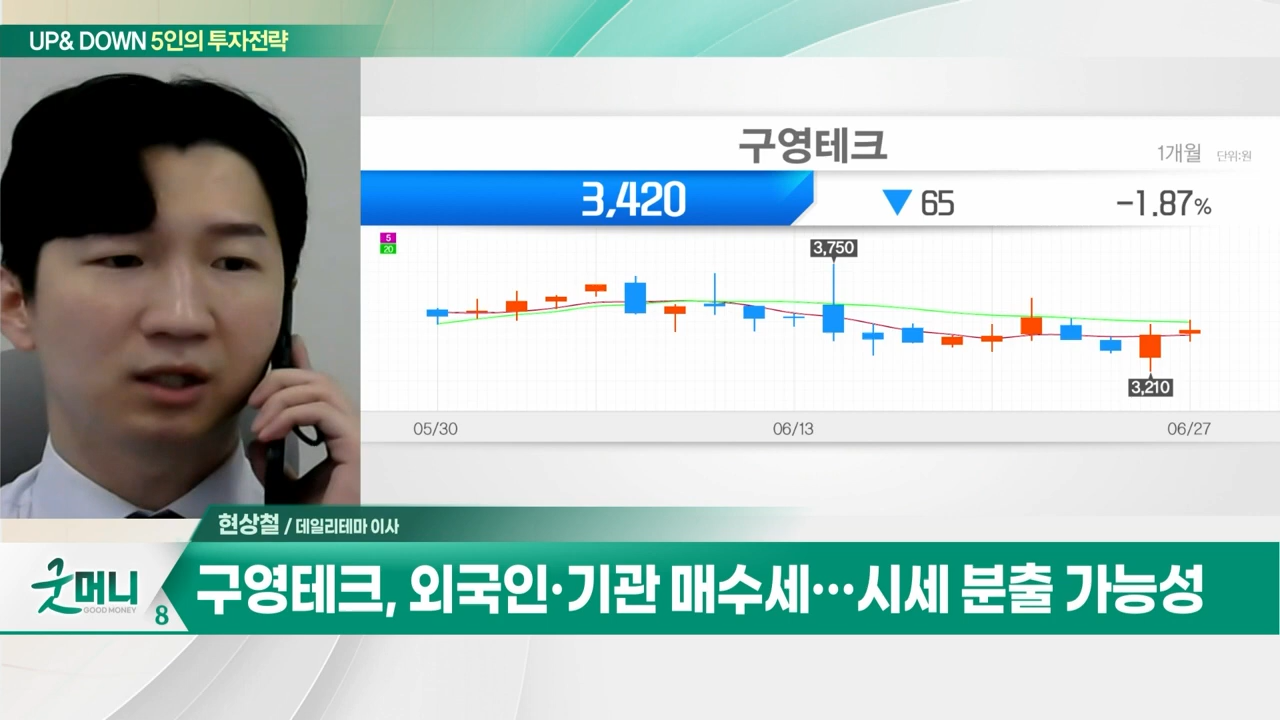 UP& DOWN 5인의 투자전략
구영테크
1개월 단위:원
3,420 ▼ 65 -1.87%
5
20
3,750
3,210
05/30 06/13 06/27
현상철 / 데일리테마 이사
굿머니
GOOD MONEY
8
구영테크, 외국인·기관 매수세…시세 분출 가능성